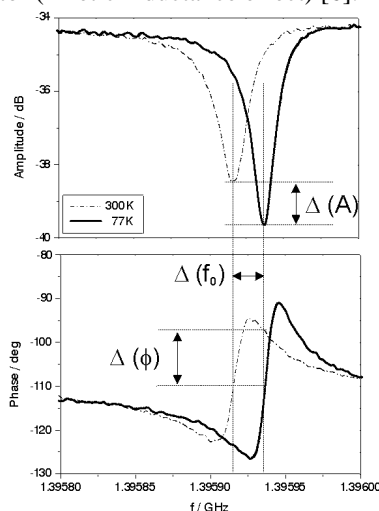 -34
-36
-38
-40
Amplitude / dB
300K
77K
Δ (A)
Δ (f₀)
-80
-90
-100
-110
-120
-130
Phase / deg
Δ (ϕ)
1.39580 1.39585 1.39590 1.39595 1.39600
f / GHz